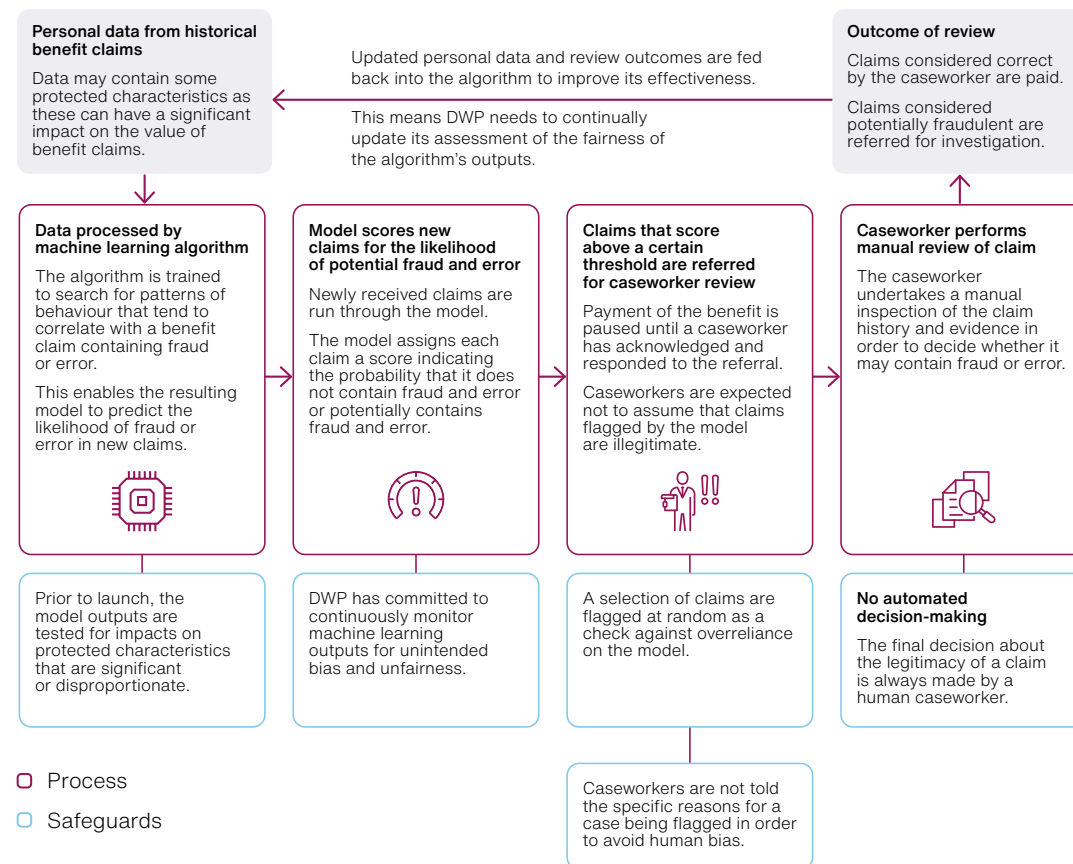 Personal data from historical
benefit claims
Data may contain some
protected characteristics as
these can have a significant
impact on the value of
benefit claims.
Updated personal data and review outcomes are fed
back into the algorithm to improve its effectiveness.
This means DWP needs to continually
update its assessment of the fairness of
the algorithm's outputs.
Outcome of review
Claims considered correct
by the caseworker are paid.
Claims considered
potentially fraudulent are
referred for investigation.
Data processed by
machine learning algorithm
The algorithm is trained
to search for patterns of
behaviour that tend to
correlate with a benefit
claim containing fraud
or error.
This enables the resulting
model to predict the
likelihood of fraud or
error in new claims.
Model scores new
claims for the likelihood
of potential fraud and error
Newly received claims are
run through the model.
The model assigns each
claim a score indicating
the probability that it does
not contain fraud and error
or potentially contains
fraud and error.
Claims that score
above a certain
threshold are referred
for caseworker review
Payment of the benefit is
paused until a caseworker
has acknowledged and
responded to the referral.
Caseworkers are expected
not to assume that claims
flagged by the model
are illegitimate.
Caseworker performs
manual review of claim
The caseworker
undertakes a manual
inspection of the claim
history and evidence in
order to decide whether it
may contain fraud or error.
Prior to launch, the
model outputs are
tested for impacts on
protected characteristics
that are significant
or disproportionate.
DWP has committed to
continuously monitor
machine learning
outputs for unintended
bias and unfairness.
A selection of claims are
flagged at random as a
check against overreliance
on the model.
No automated
decision-making
The final decision about
the legitimacy of a claim
is always made by a
human caseworker.
Caseworkers are not told
the specific reasons for a
case being flagged in order
to avoid human bias.
Process
Safeguards